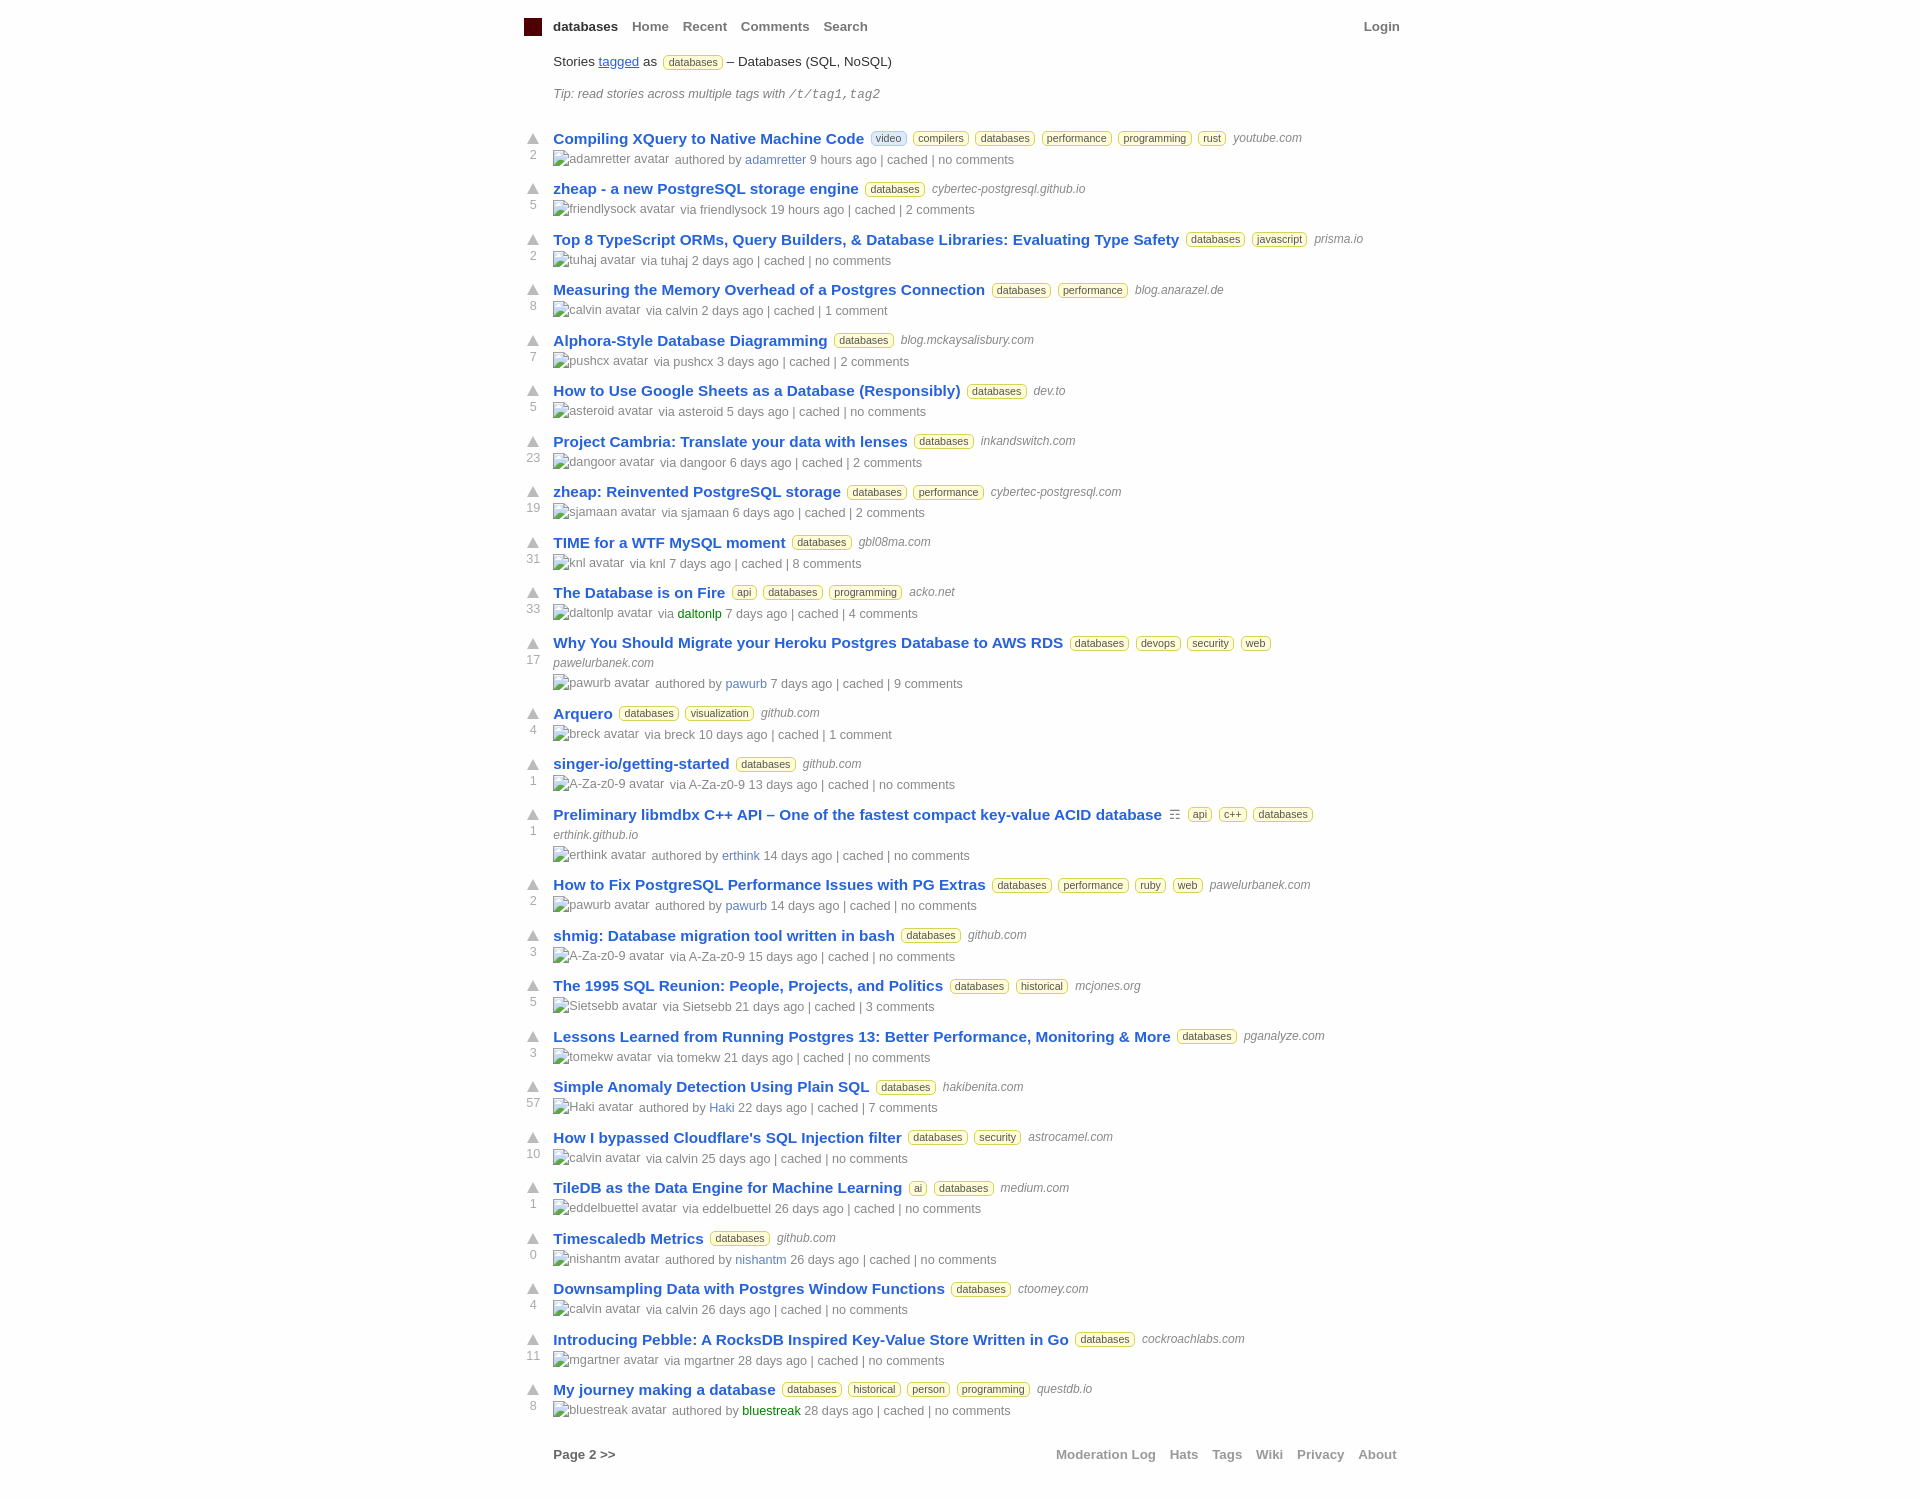 databases Home Recent Comments Search Login
Stories tagged as databases – Databases (SQL, NoSQL)
Tip: read stories across multiple tags with /t/tag1,tag2
Compiling XQuery to Native Machine Code video compilers databases performance programming rust youtube.com
2 adamretter avatar authored by adamretter 9 hours ago | cached | no comments
zheap - a new PostgreSQL storage engine databases cybertec-postgresql.github.io
5 friendlysock avatar via friendlysock 19 hours ago | cached | 2 comments
Top 8 TypeScript ORMs, Query Builders, & Database Libraries: Evaluating Type Safety databases javascript prisma.io
2 tuhaj avatar via tuhaj 2 days ago | cached | no comments
Measuring the Memory Overhead of a Postgres Connection databases performance blog.anarazel.de
8 calvin avatar via calvin 2 days ago | cached | 1 comment
Alphora-Style Database Diagramming databases blog.mckaysalisbury.com
7 pushcx avatar via pushcx 3 days ago | cached | 2 comments
How to Use Google Sheets as a Database (Responsibly) databases dev.to
5 asteroid avatar via asteroid 5 days ago | cached | no comments
Project Cambria: Translate your data with lenses databases inkandswitch.com
23 dangoor avatar via dangoor 6 days ago | cached | 2 comments
zheap: Reinvented PostgreSQL storage databases performance cybertec-postgresql.com
19 sjamaan avatar via sjamaan 6 days ago | cached | 2 comments
TIME for a WTF MySQL moment databases gbl08ma.com
31 knl avatar via knl 7 days ago | cached | 8 comments
The Database is on Fire api databases programming acko.net
33 daltonlp avatar via daltonlp 7 days ago | cached | 4 comments
Why You Should Migrate your Heroku Postgres Database to AWS RDS databases devops security web
17 pawelurbanek.com
pawurb avatar authored by pawurb 7 days ago | cached | 9 comments
Arquero databases visualization github.com
4 breck avatar via breck 10 days ago | cached | 1 comment
singer-io/getting-started databases github.com
1 A-Za-z0-9 avatar via A-Za-z0-9 13 days ago | cached | no comments
Preliminary libmdbx C++ API – One of the fastest compact key-value ACID database ☶ api c++ databases
1 erthink.github.io
erthink avatar authored by erthink 14 days ago | cached | no comments
How to Fix PostgreSQL Performance Issues with PG Extras databases performance ruby web pawelurbanek.com
2 pawurb avatar authored by pawurb 14 days ago | cached | no comments
shmig: Database migration tool written in bash databases github.com
3 A-Za-z0-9 avatar via A-Za-z0-9 15 days ago | cached | no comments
The 1995 SQL Reunion: People, Projects, and Politics databases historical mcjones.org
5 Sietsebb avatar via Sietsebb 21 days ago | cached | 3 comments
Lessons Learned from Running Postgres 13: Better Performance, Monitoring & More databases pganalyze.com
3 tomekw avatar via tomekw 21 days ago | cached | no comments
Simple Anomaly Detection Using Plain SQL databases hakibenita.com
57 Haki avatar authored by Haki 22 days ago | cached | 7 comments
How I bypassed Cloudflare's SQL Injection filter databases security astrocamel.com
10 calvin avatar via calvin 25 days ago | cached | no comments
TileDB as the Data Engine for Machine Learning ai databases medium.com
1 eddelbuettel avatar via eddelbuettel 26 days ago | cached | no comments
Timescaledb Metrics databases github.com
0 nishantm avatar authored by nishantm 26 days ago | cached | no comments
Downsampling Data with Postgres Window Functions databases ctoomey.com
4 calvin avatar via calvin 26 days ago | cached | no comments
Introducing Pebble: A RocksDB Inspired Key-Value Store Written in Go databases cockroachlabs.com
11 mgartner avatar via mgartner 28 days ago | cached | no comments
My journey making a database databases historical person programming questdb.io
8 bluestreak avatar authored by bluestreak 28 days ago | cached | no comments
Page 2 >> Moderation Log Hats Tags Wiki Privacy About